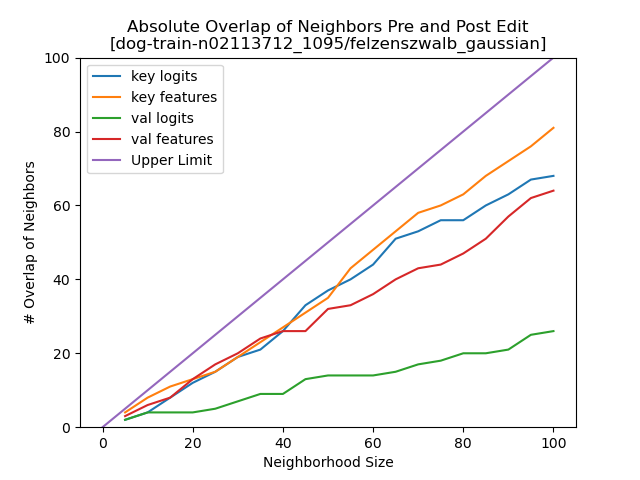 Absolute Overlap of Neighbors Pre and Post Edit
[dog-train-n02113712_1095/felzenszwalb_gaussian]
key logits
key features
val logits
val features
Upper Limit
# Overlap of Neighbors
100
80
60
40
20
0
0 20 40 60 80 100
Neighborhood Size